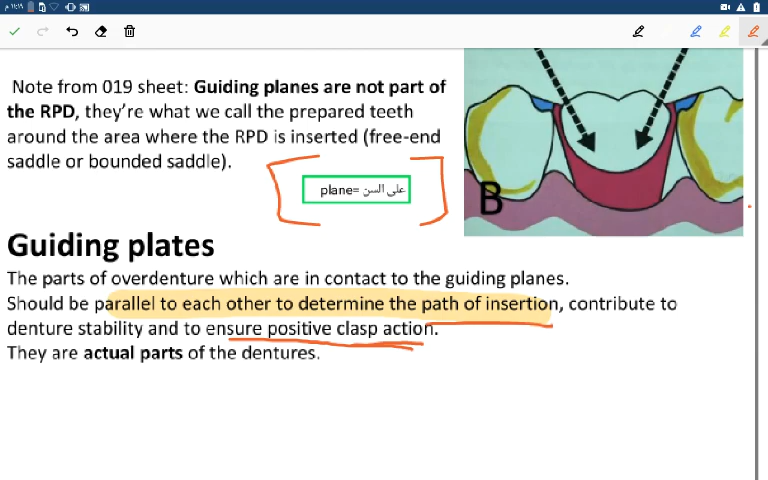 Note from 019 sheet: Guiding planes are not part of
the RPD, they're what we call the prepared teeth
around the area where the RPD is inserted (free-end
saddle or bounded saddle).
plane= على السن
B
Guiding plates
The parts of overdenture which are in contact to the guiding planes.
Should be parallel to each other to determine the path of insertion, contribute to
denture stability and to ensure positive clasp action.
They are actual parts of the dentures.